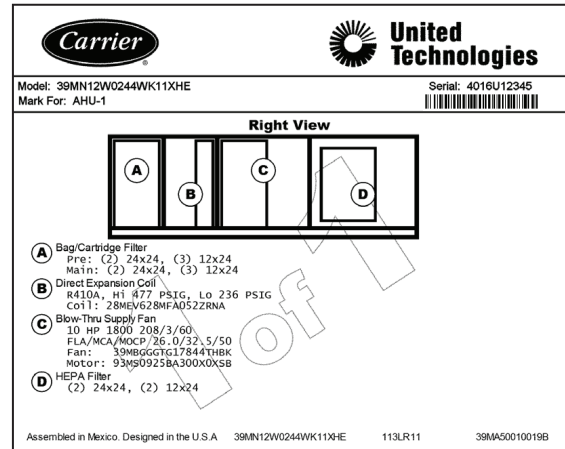 Carrier
United
Technologies
Model: 39MN12W0244WK11XHE
Serial: 4016U12345
Mark For: AHU-1
Right View
A
B
C
D
A Bag/Cartridge Filter
Pre: (2) 24x24, (3) 12x24
Main: (2) 24x24, (3) 12x24
B Direct Expansion Coil
R410A, Hi 477 PSIG, Lo 236 PSIG
Coil: 28MEV628MFA052ZRNA
C Blow-Thru Supply Fan
10 HP 1800 208/3/60
FLA/MCA/MOCP 26.0/32.5/50
Fan: 39MBGGGTG17844THBK
Motor: 93MS0925BA300X0XSB
D HEPA Filter
(2) 24x24, (2) 12x24
1 of 1
Assembled in Mexico. Designed in the U.S.A 39MN12W0244WK11XHE 113LR11 39MA50010019B